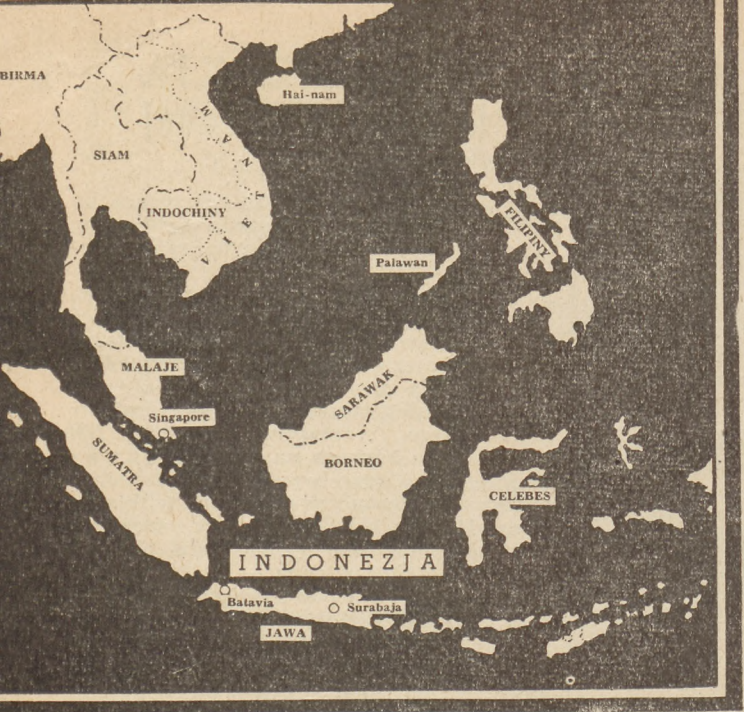 BIRMA
Hai-nam
VIET NAM
SIAM
INDOCHINY
FILIPINY
Palawan
MALAJE
SARAWAK
Singapore
SUMATRA
BORNEO
CELEBES
INDONEZJA
Batavia
Surabaja
JAWA